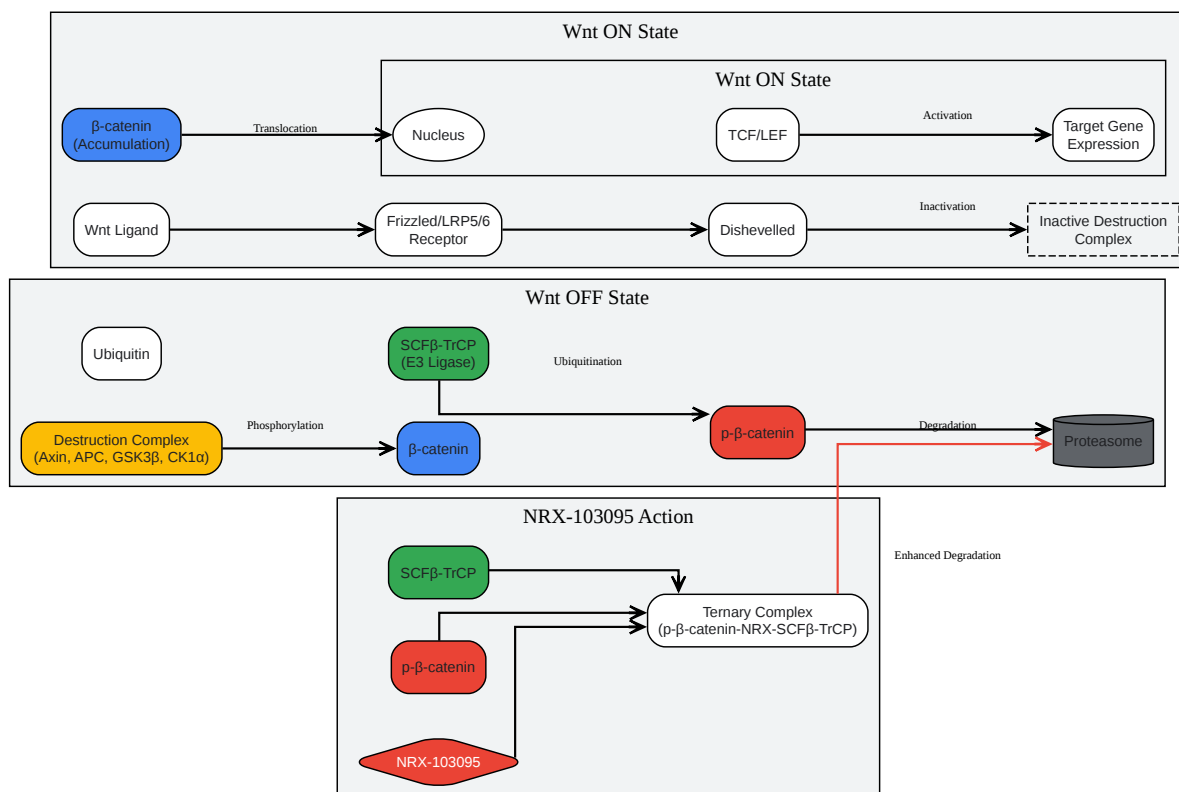 Wnt ON State
Wnt ON State
β-catenin
(Accumulation)
Translocation
Nucleus
TCF/LEF
Activation
Target Gene
Expression
Wnt Ligand
Frizzled/LRP5/6
Receptor
Dishevelled
Inactivation
Inactive Destruction
Complex
Wnt OFF State
Ubiquitin
SCFβ-TrCP
(E3 Ligase)
Ubiquitination
Destruction Complex
(Axin, APC, GSK3β, CK1α)
Phosphorylation
β-catenin
p-β-catenin
Degradation
Proteasome
NRX-103095 Action
SCFβ-TrCP
Enhanced Degradation
Ternary Complex
(p-β-catenin-NRX-SCFβ-TrCP)
p-β-catenin
NRX-103095